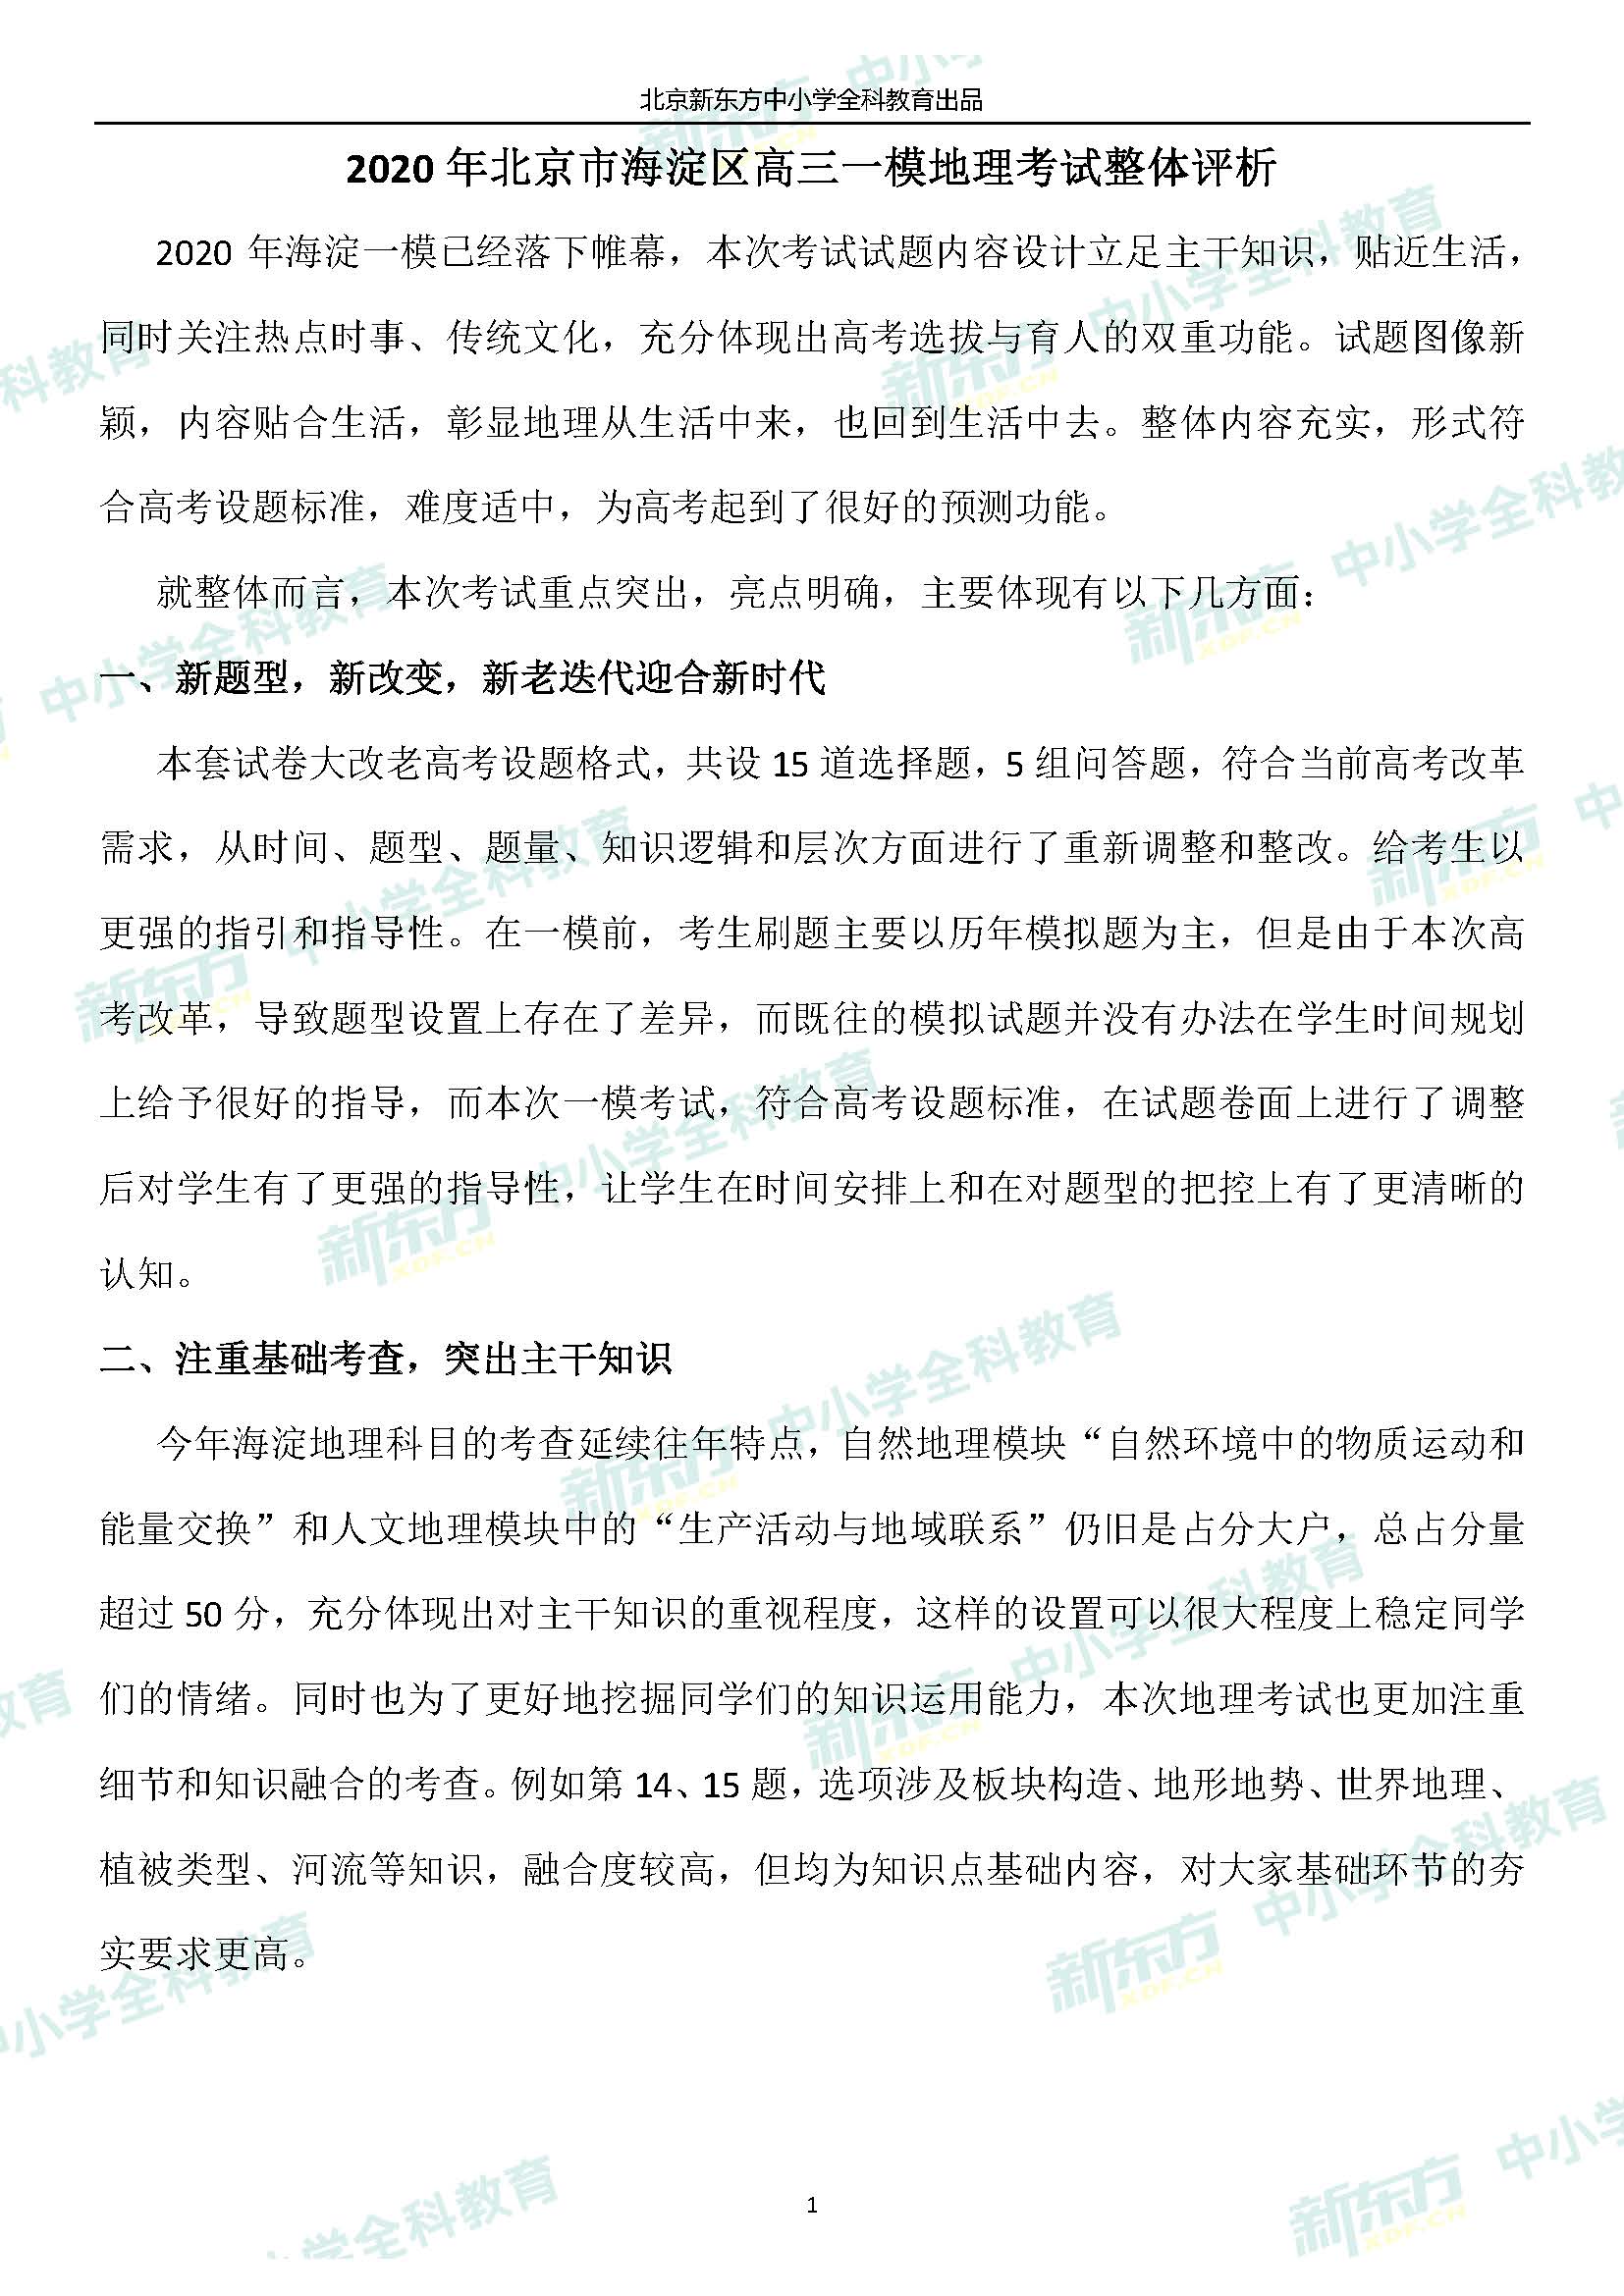 北京新东方中小学全科教育出品
2020 年北京市海淀区高三一模地理考试整体评析
2020 年海淀一模已经落下帷幕，本次考试试题内容设计立足主干知识，贴近生活，
同时关注热点时事、传统文化，充分体现出高考选拔与育人的双重功能。试题图像新
颖，内容贴合生活，彰显地理从生活中来，也回到生活中去。整体内容充实，形式符
合高考设题标准，难度适中，为高考起到了很好的预测功能。
就整体而言，本次考试重点突出，亮点明确，主要体现有以下几方面：
一、新题型，新改变，新老迭代迎合新时代
本套试卷大改老高考设题格式，共设 15 道选择题，5 组问答题，符合当前高考改革
需求，从时间、题型、题量、知识逻辑和层次方面进行了重新调整和整改。给考生以
更强的指引和指导性。在一模前，考生刷题主要以历年模拟题为主，但是由于本次高
考改革，导致题型设置上存在了差异，而既往的模拟试题并没有办法在学生时间规划
上给予很好的指导，而本次一模考试，符合高考设题标准，在试题卷面上进行了调整
后对学生有了更强的指导性，让学生在时间安排上和在对题型的把控上有了更清晰的
认知。
二、注重基础考查，突出主干知识
今年海淀地理科目的考查延续往年特点，自然地理模块“自然环境中的物质运动和
能量交换”和人文地理模块中的“生产活动与地域联系”仍旧是占分大户，总占分量
超过 50 分，充分体现出对主干知识的重视程度，这样的设置可以很大程度上稳定同学
们的情绪。同时也为了更好地挖掘同学们的知识运用能力，本次地理考试也更加注重
细节和知识融合的考查。例如第 14、15 题，选项涉及板块构造、地形地势、世界地理、
植被类型、河流等知识，融合度较高，但均为知识点基础内容，对大家基础环节的夯
实要求更高。
1
新东方 XDF.CN 中小学全科教育